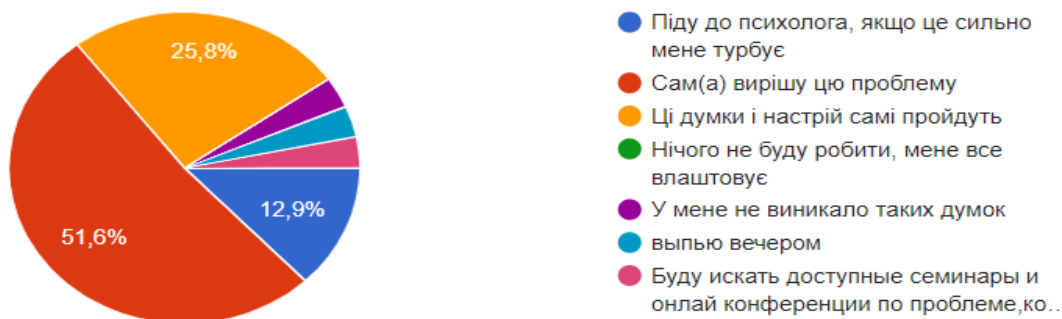 25,8%
12,9%
51,6%
Піду до психолога, якщо це сильно
мене турбує
Сам(а) вирішу цю проблему
Ці думки і настрій самі пройдуть
Нічого не буду робити, мене все
влаштовує
У мене не виникало таких думок
выпью вечером
Буду искать доступные семинары и
онлай конференции по проблеме,ко...